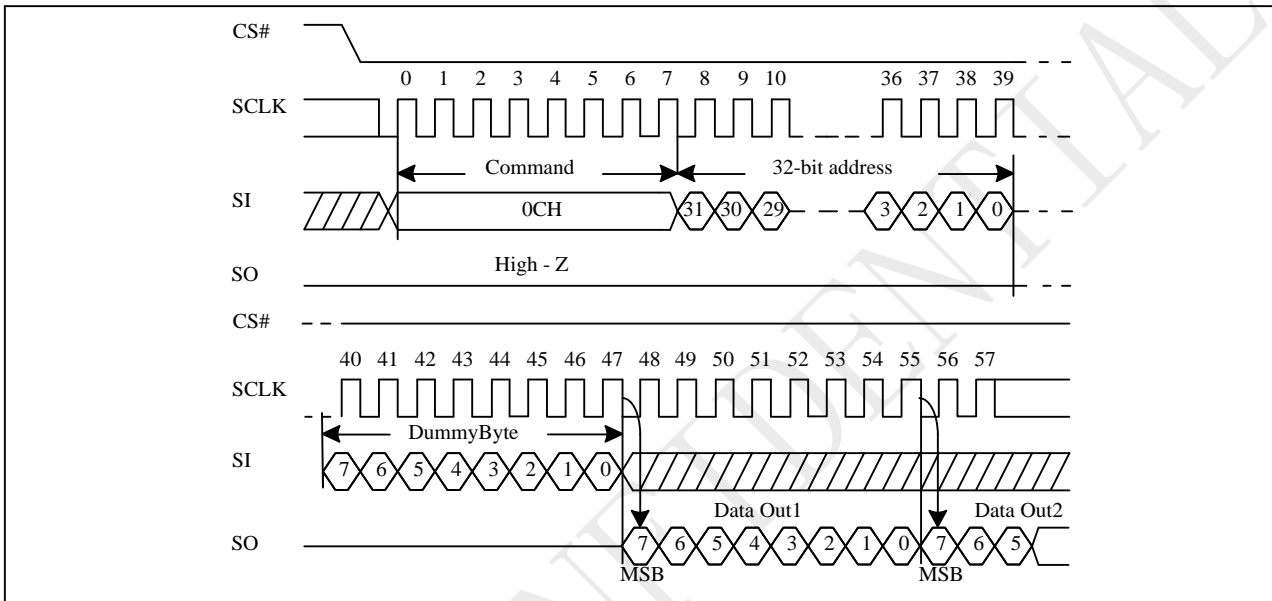 CS#
0 1 2 3 4 5 6 7 8 9 10 36 37 38 39
SCLK
Command 32-bit address
SI 0CH 31 30 29 3 2 1 0
High - Z
SO
CS#
40 41 42 43 44 45 46 47 48 49 50 51 52 53 54 55 56 57
SCLK
DummyByte
SI 7 6 5 4 3 2 1 0
Data Out1 Data Out2
SO 7 6 5 4 3 2 1 0 7 6 5
MSB MSB